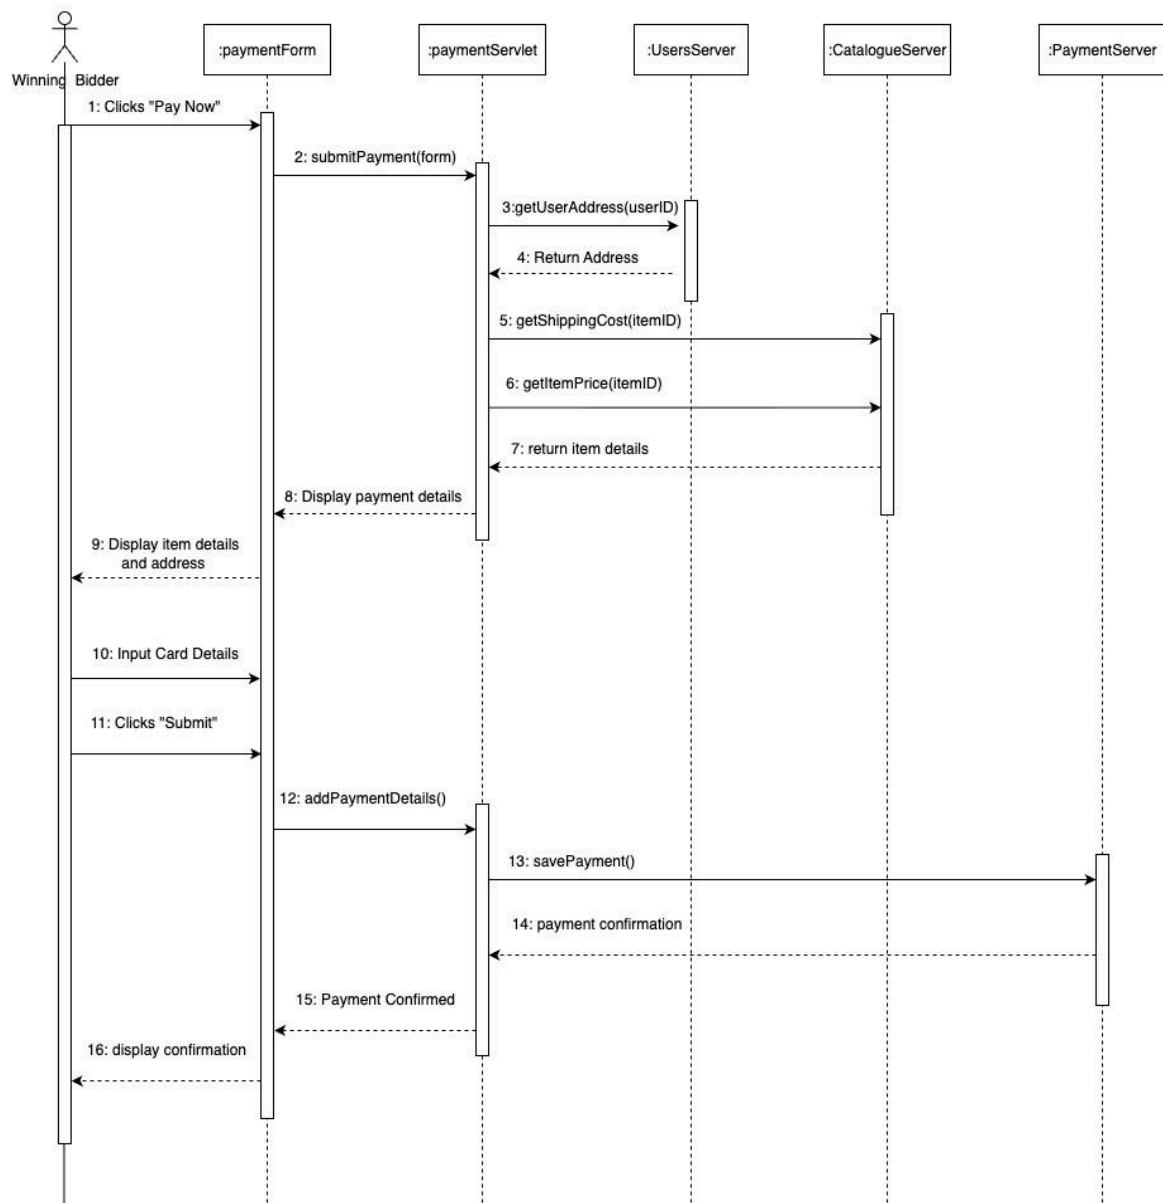 :paymentForm
:paymentServlet
:UsersServer
:CatalogueServer
:PaymentServer
Winning Bidder
1: Clicks "Pay Now"
2: submitPayment(form)
3:getUserAddress(userID)
4: Return Address
5: getShippingCost(itemID)
6: getItemPrice(itemID)
7: return item details
8: Display payment details
9: Display item details
and address
10: Input Card Details
11: Clicks "Submit"
12: addPaymentDetails()
13: savePayment()
14: payment confirmation
15: Payment Confirmed
16: display confirmation